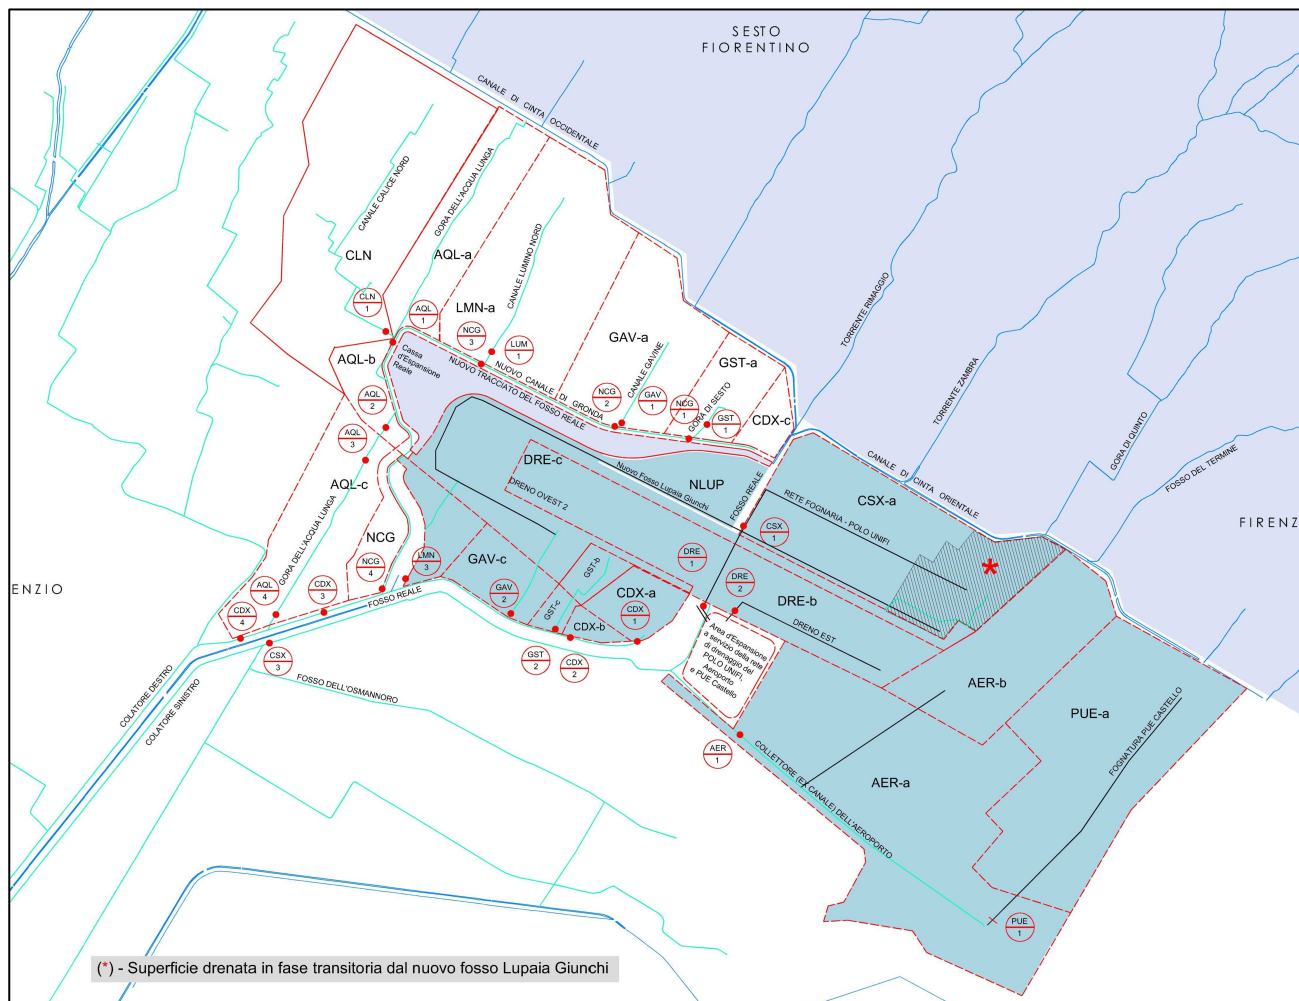 SESTO
FIORENTINO
CANALE DI CINTA OCCIDENTALE
CANALE CALICE NORD
GORA DELL'ACQUA LUNGA
CLN
AQL-a
CANALE LUMINO NORD
LMN-a
CLN
1
AQL
1
NCG
3
LUM
1
GAV-a
GST-a
CDX-c
TORRENTE RIMAGGIO
TORRENTE ZAMBRA
GORA DI QUINTO
FOSSO DEL TERMINE
FIRENZ
AQL-b
Cassa
d'Espansione
Reale
NUOVO CANALE DI GRONDA
NUOVO TRACCIATO DEL FOSSO REALE
CANALE GAVINE
GORA DI SESTO
NCG
2
GAV
1
NCG
1
GST
1
AQL
2
AQL
3
AQL-c
DRE-c
DRENO OVEST 2
Nuovo Fosso Lupaia Giunchi
NLUP
FOSSO REALE
CANALE DI CINTA ORIENTALE
CSX-a
RETE FOGNARIA - POLO UNIFI
CSX
1
*
GORA DELL'ACQUA LUNGA
NCG
NCG
4
LMN
3
GAV-c
GAV
2
GST-b
GST-c
CDX-a
CDX-b
CDX
1
DRE
1
DRE
2
DRE-b
DRENO EST
ENZIO
AQL
4
CDX
3
CDX
4
FOSSO REALE
CSX
3
GST
2
CDX
2
Area d'Espansione
a servizio della rete
di drenaggio del
POLO UNIFI,
Aeroporto
e PUE Castello
AER-b
PUE-a
FOGNATURA PUE CASTELLO
COLATORE DESTRO
COLATORE SINISTRO
FOSSO DELL'OSMANNORO
AER
1
COLLETTORE (EX CANALE) DELL'AEROPORTO
AER-a
PUE
1
(*) - Superficie drenata in fase transitoria dal nuovo fosso Lupaia Giunchi